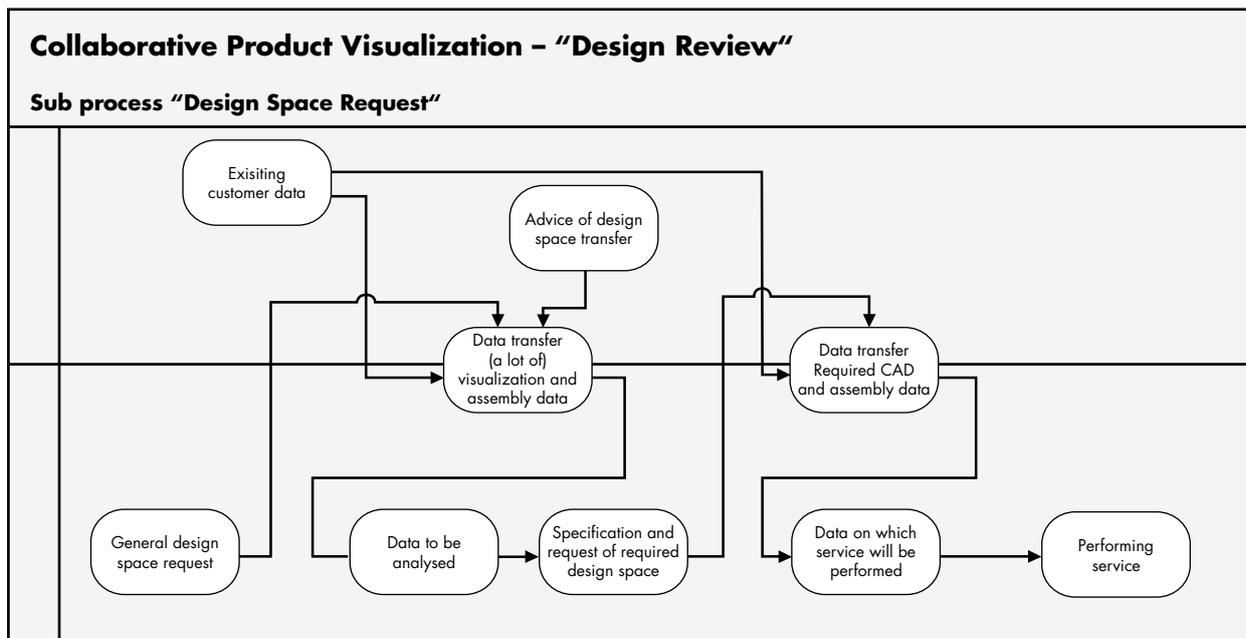 Collaborative Product Visualization – “Design Review“
Sub process “Design Space Request“
Exisiting
customer data
Advice of design
space transfer
Data transfer
(a lot of)
visualization and
assembly data
Data transfer
Required CAD
and assembly data
General design
space request
Data to be
analysed
Specification and
request of required
design space
Data on which
service will be
performed
Performing
service